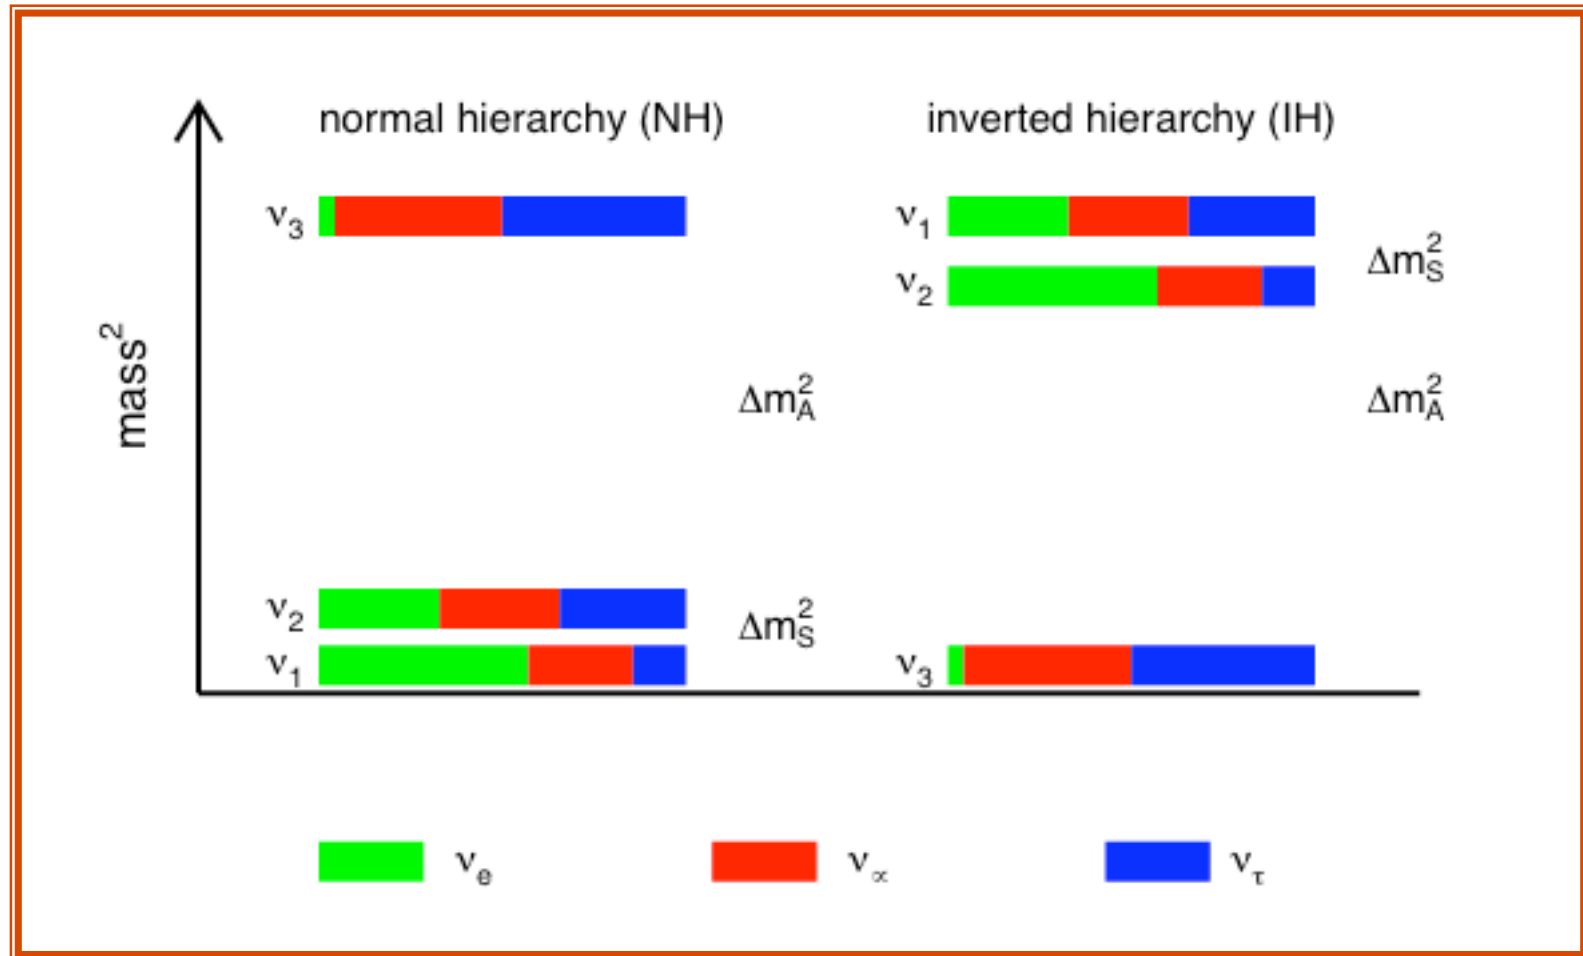 normal hierarchy (NH)
inverted hierarchy (IH)
mass²
ν₃
ν₁
Δm²S
ν₂
Δm²A
Δm²A
ν₂
Δm²S
ν₁
ν₃
νe
ν∝
ντ